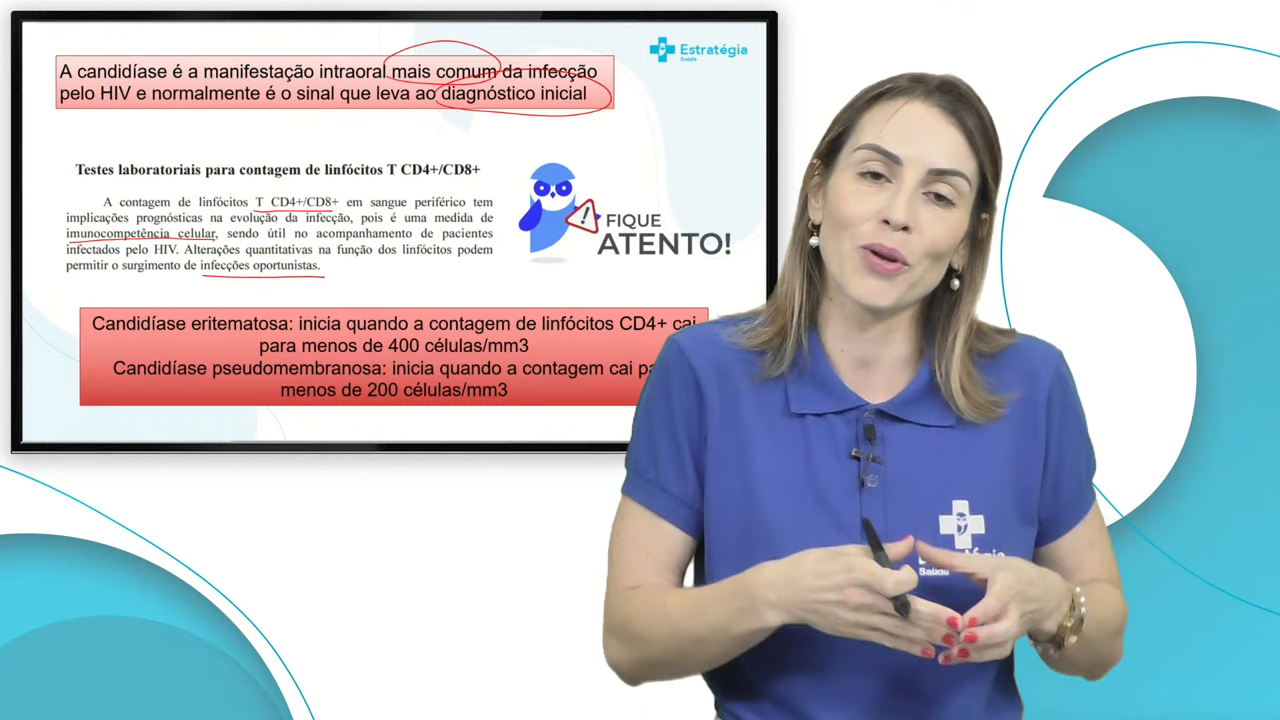 Estratégia
Saúde
A candidíase é a manifestação intraoral mais comum da infecção
pelo HIV e normalmente é o sinal que leva ao diagnóstico inicial
Testes laboratoriais para contagem de linfócitos T CD4+/CD8+
A contagem de linfócitos T CD4+/CD8+ em sangue periférico tem
implicações prognósticas na evolução da infecção, pois é uma medida de
imunocompetência celular, sendo útil no acompanhamento de pacientes
infectados pelo HIV. Alterações quantitativas na função dos linfócitos podem
permitir o surgimento de infecções oportunistas.
FIQUE
ATENTO!
Candidíase eritematosa: inicia quando a contagem de linfócitos CD4+ cai
para menos de 400 células/mm3
Candidíase pseudomembranosa: inicia quando a contagem cai
menos de 200 células/mm3
Saúde